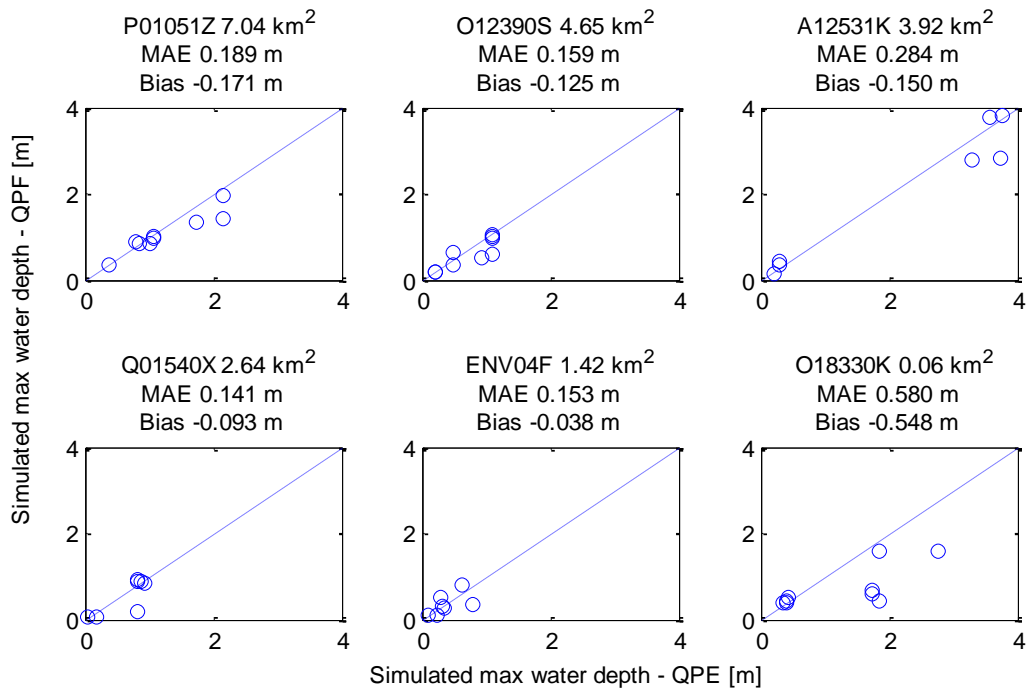 P01051Z 7.04 km²
MAE 0.189 m
Bias -0.171 m
O12390S 4.65 km²
MAE 0.159 m
Bias -0.125 m
A12531K 3.92 km²
MAE 0.284 m
Bias -0.150 m
4
2
0
0 2 4
4
2
0
0 2 4
4
2
0
0 2 4
Q01540X 2.64 km²
MAE 0.141 m
Bias -0.093 m
ENV04F 1.42 km²
MAE 0.153 m
Bias -0.038 m
O18330K 0.06 km²
MAE 0.580 m
Bias -0.548 m
4
2
0
0 2 4
4
2
0
0 2 4
4
2
0
0 2 4
Simulated max water depth - QPF [m]
Simulated max water depth - QPE [m]